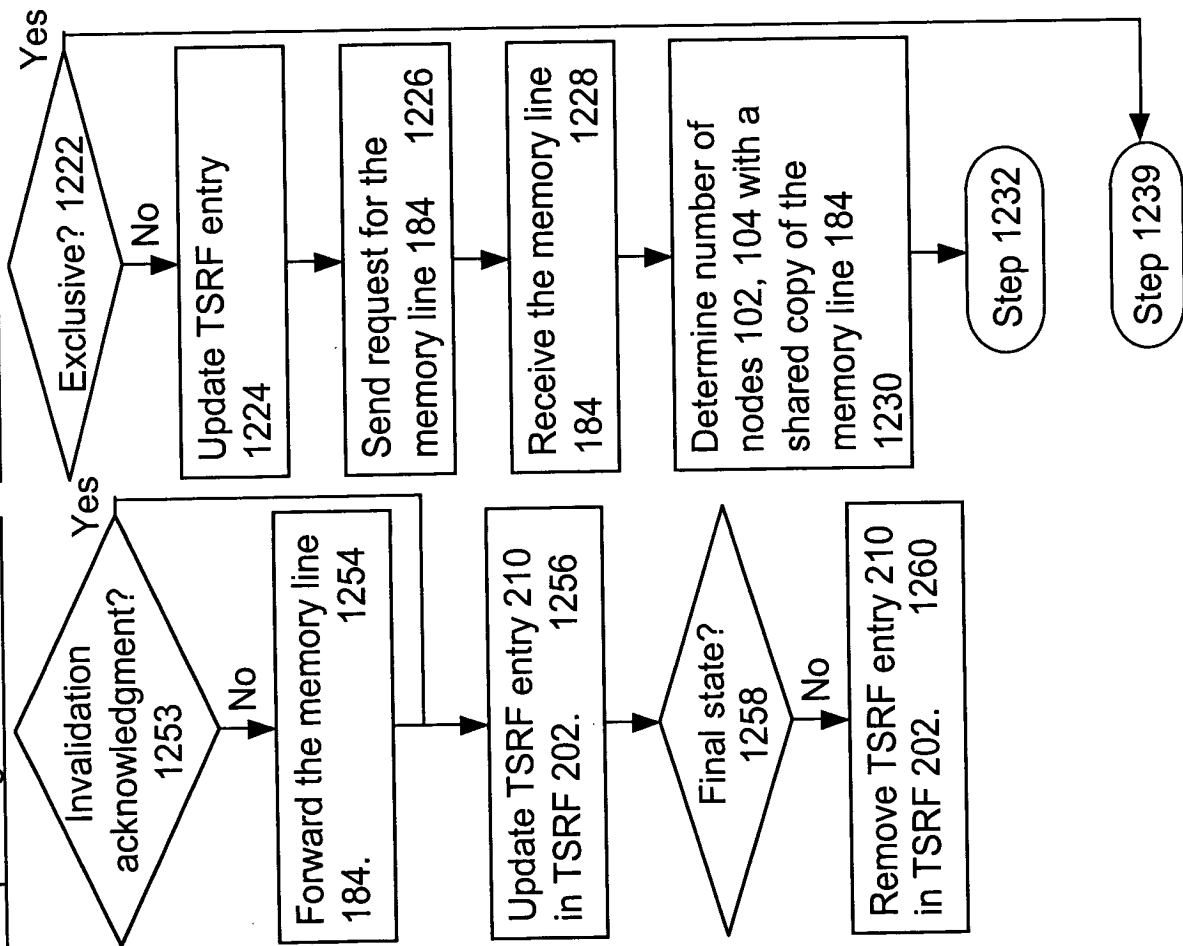 Invalidation
acknowledgment?
1253
Yes
No
Forward the memory line
184. 1254
Update TSRF entry 210
in TSRF 202. 1256
Final state?
1258
No
Remove TSRF entry 210
in TSRF 202. 1260
Exclusive? 1222
Yes
No
Update TSRF entry
1224
Send request for the
memory line 184 1226
Receive the memory line
184 1228
Determine number of
nodes 102, 104 with a
shared copy of the
memory line 184
1230
Step 1232
Step 1239